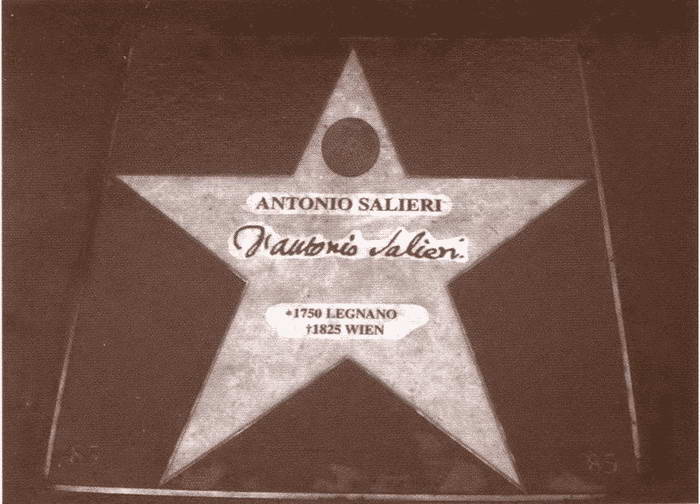 ANTONIO SALIERI
antonio Salieri.
*1750 LEGNANO
†1825 WIEN